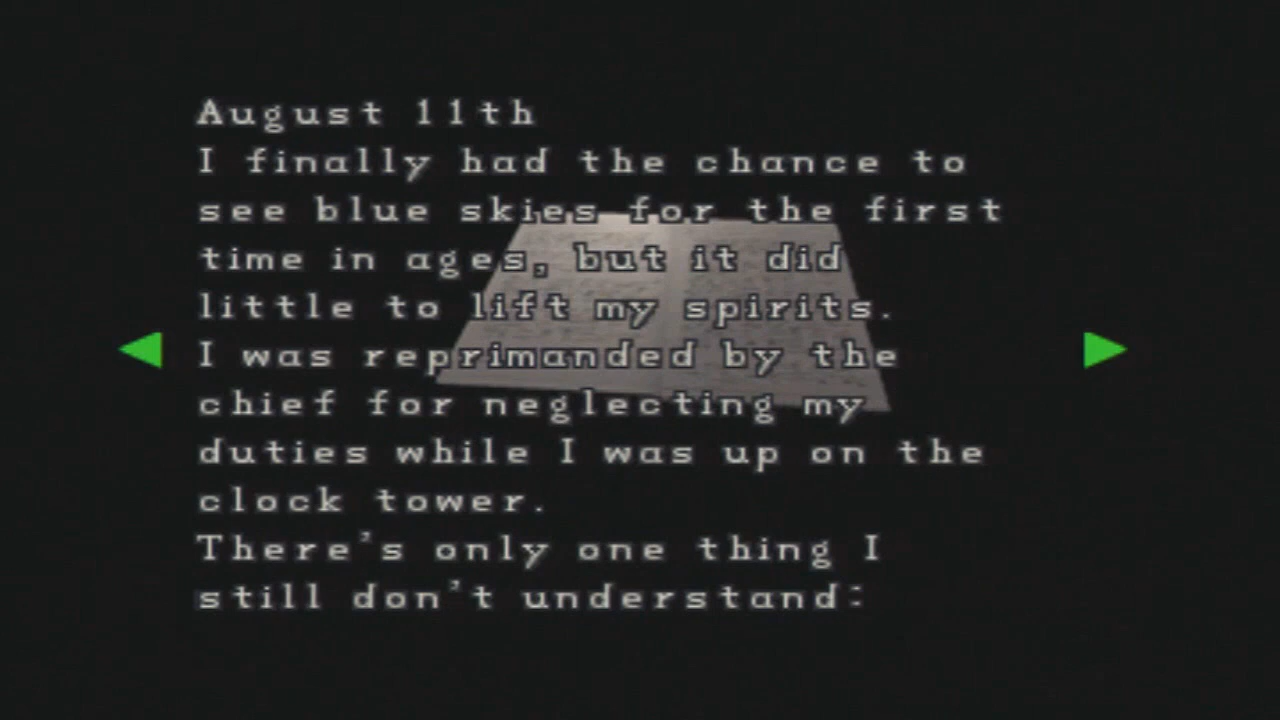 August 11th
I finally had the chance to
see blue skies for the first
time in ages, but it did
little to lift my spirits.
I was reprimanded by the
chief for neglecting my
duties while I was up on the
clock tower.
There's only one thing I
still don't understand: